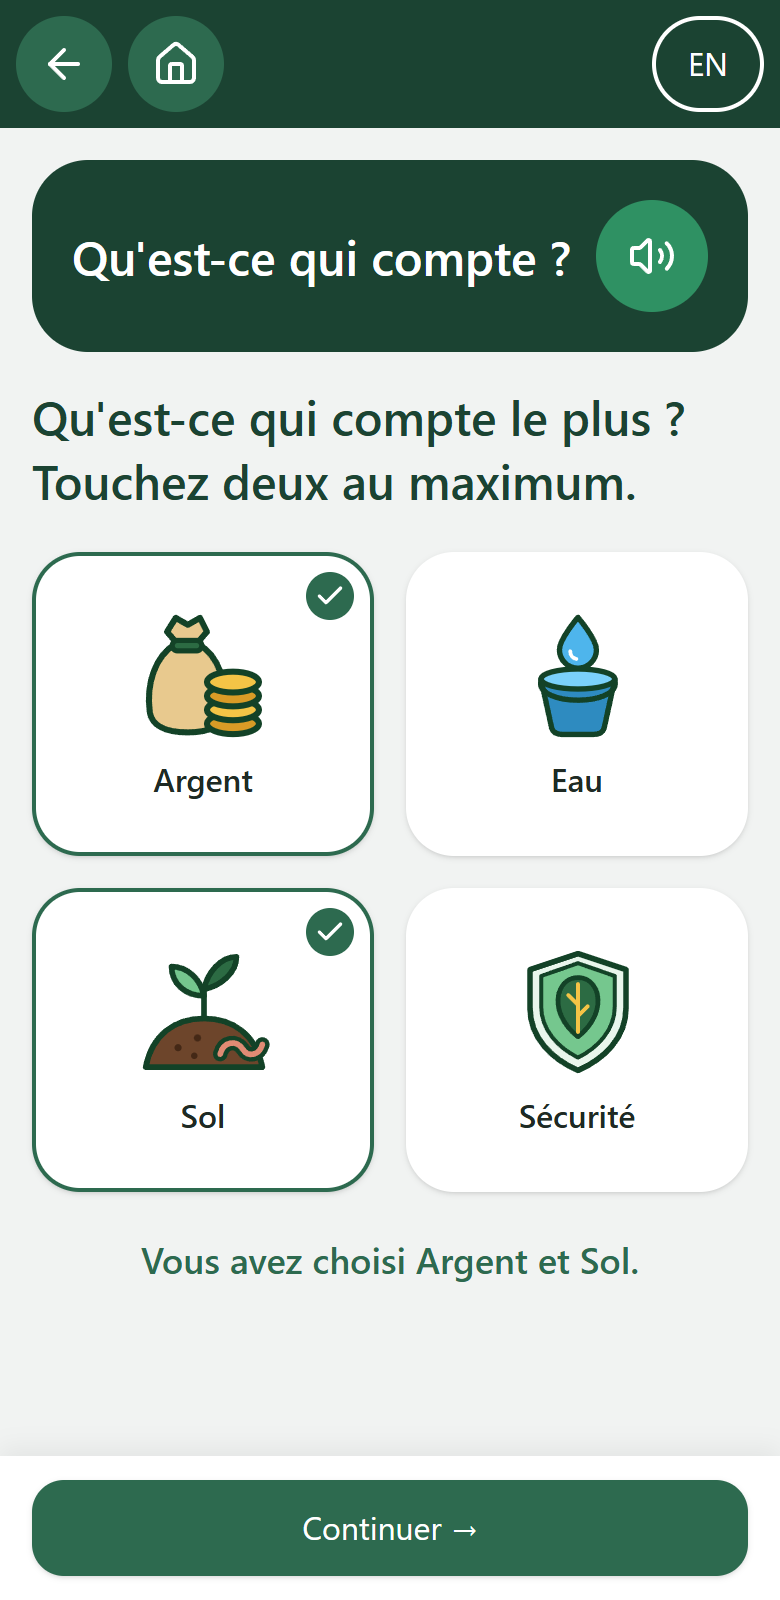 EN
Qu'est-ce qui compte ?
Qu'est-ce qui compte le plus ?
Touchez deux au maximum.
Argent
Eau
Sol
Sécurité
Vous avez choisi Argent et Sol.
Continuer →